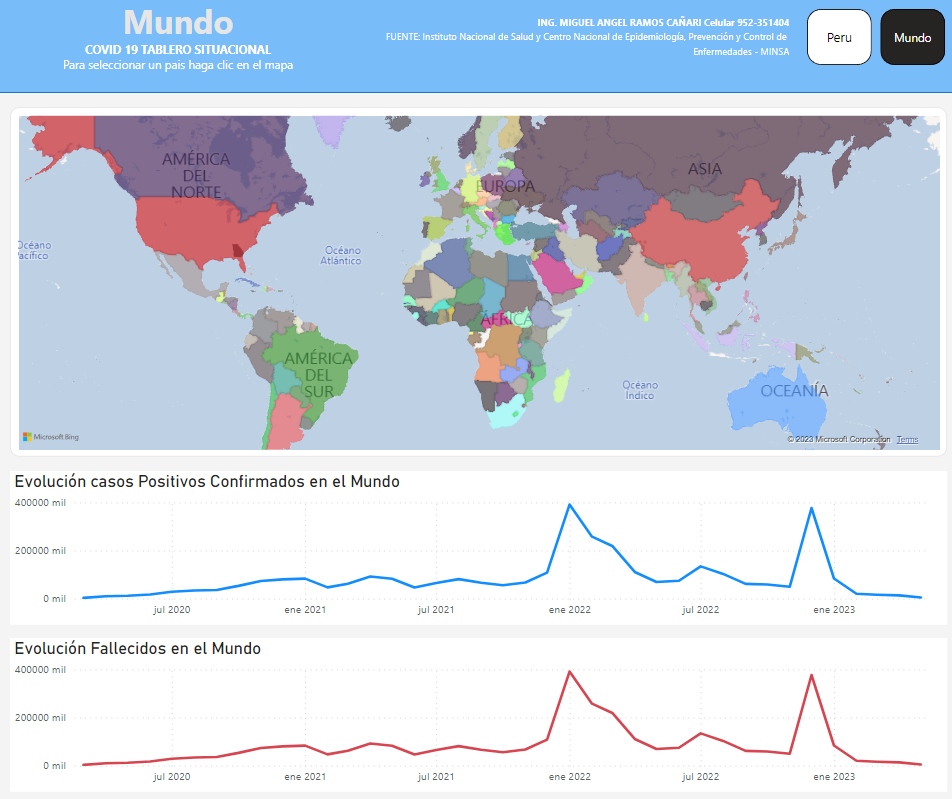 Mundo
COVID 19 TABLERO SITUACIONAL
Para seleccionar un pais haga clic en el mapa
ING. MIGUEL ANGEL RAMOS CAÑARI Celular 952-351404
FUENTE: Instituto Nacional de Salud y Centro Nacional de Epidemiología, Prevención y Control de
Enfermedades - MINSA
Peru
Mundo
AMÉRICA
DEL
NORTE
EUROPA
ASIA
Océano
Pacífico
Océano
Atlántico
ÁFRICA
AMÉRICA
DEL
SUR
Océano
Índico
OCEANÍA
Microsoft Bing
© 2023 Microsoft Corporation Terms
Evolución casos Positivos Confirmados en el Mundo
400000 mil
200000 mil
0 mil
jul 2020 ene 2021 jul 2021 ene 2022 jul 2022 ene 2023
Evolución Fallecidos en el Mundo
400000 mil
200000 mil
0 mil
jul 2020 ene 2021 jul 2021 ene 2022 jul 2022 ene 2023